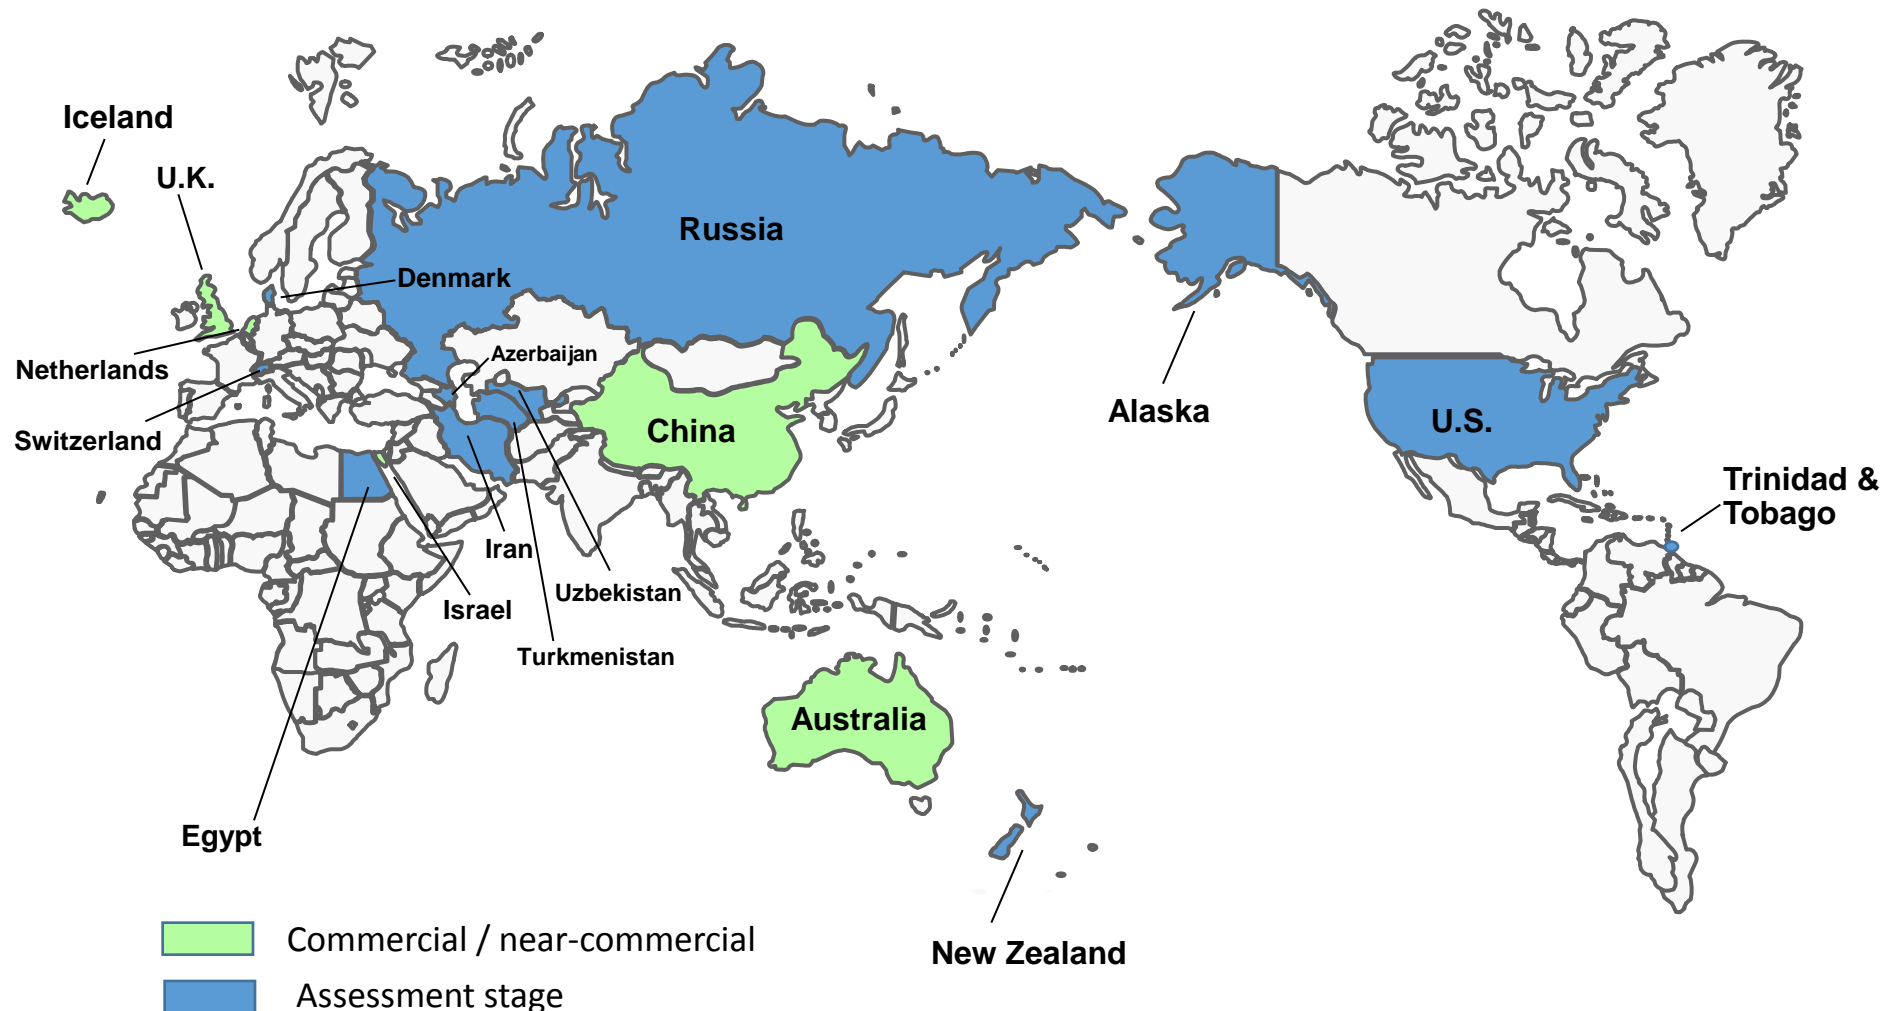 Iceland
U.K.
Russia
Denmark
Azerbaijan
Netherlands
Switzerland
China
Alaska
U.S.
Trinidad &
Tobago
Iran
Uzbekistan
Israel
Turkmenistan
Australia
Egypt
New Zealand
Commercial / near-commercial
Assessment stage